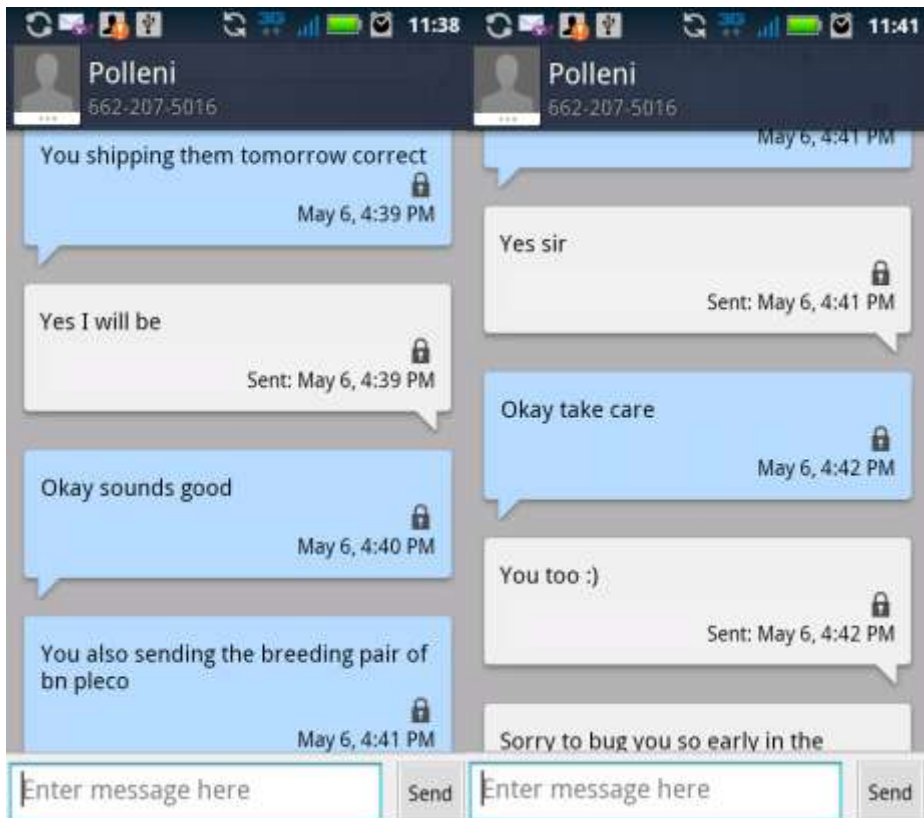 11:38
Polleni
662-207-5016
You shipping them tomorrow correct
May 6, 4:39 PM
Yes I will be
Sent: May 6, 4:39 PM
Okay sounds good
May 6, 4:40 PM
You also sending the breeding pair of
bn pleco
May 6, 4:41 PM
Enter message here
Send
11:41
Polleni
662-207-5016
May 6, 4:41 PM
Yes sir
Sent: May 6, 4:41 PM
Okay take care
May 6, 4:42 PM
You too :)
Sent: May 6, 4:42 PM
Sorry to bug you so early in the
Enter message here
Send